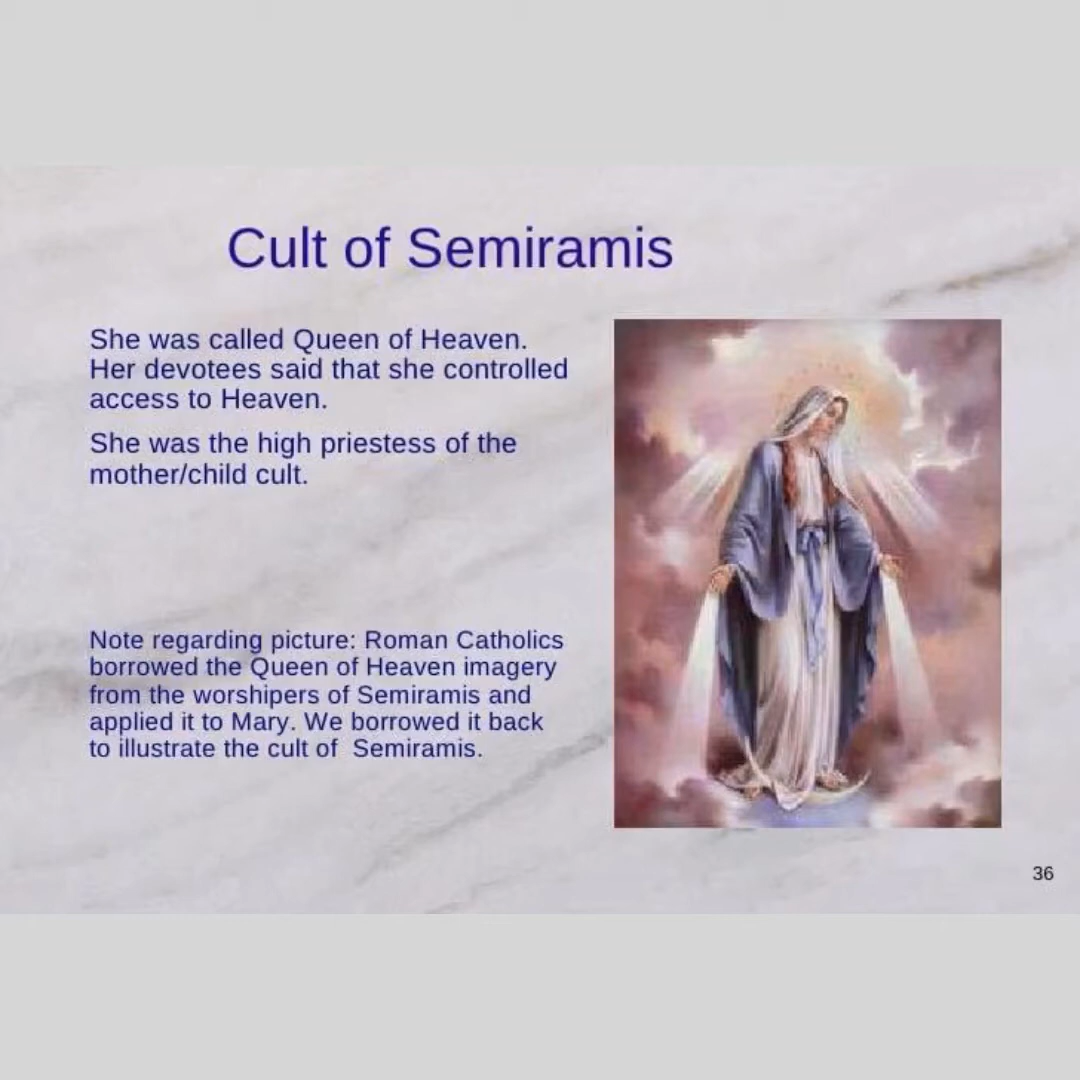 Cult of Semiramis
She was called Queen of Heaven.
Her devotees said that she controlled
access to Heaven.
She was the high priestess of the
mother/child cult.
Note regarding picture: Roman Catholics
borrowed the Queen of Heaven imagery
from the worshipers of Semiramis and
applied it to Mary. We borrowed it back
to illustrate the cult of  Semiramis.
36